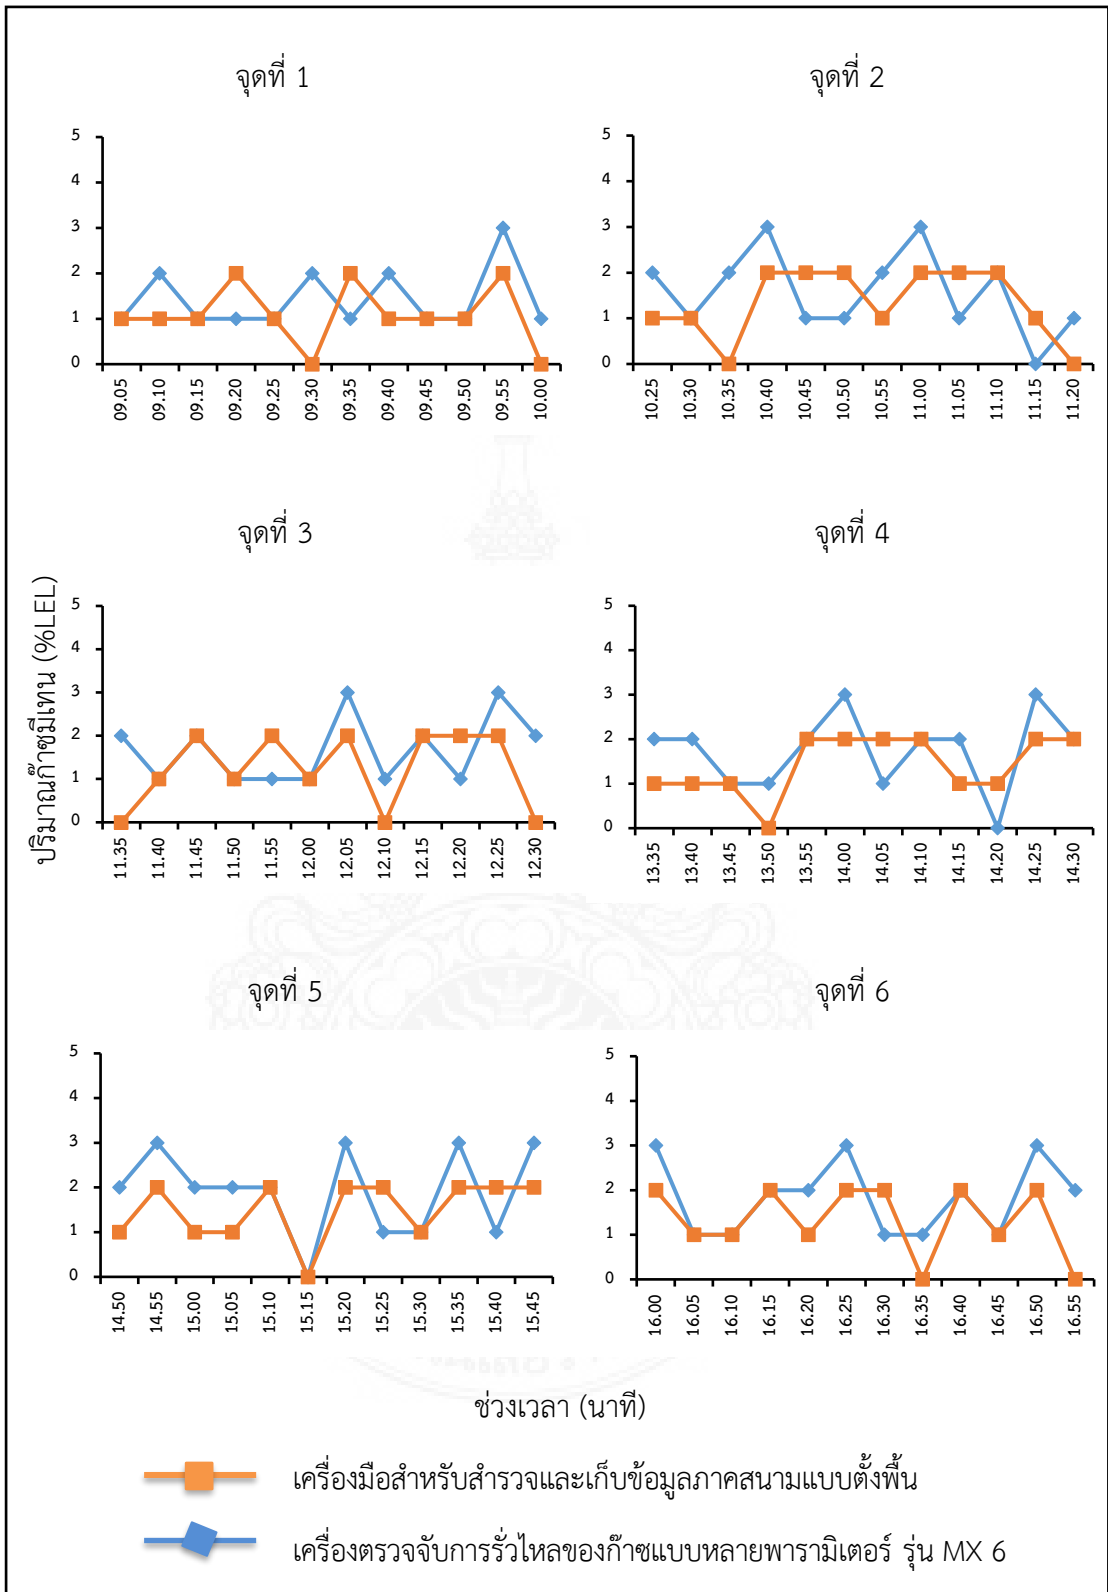 จุดที่ 1
5
4
3
2
1
0
09.05 09.10 09.15 09.20 09.25 09.30 09.35 09.40 09.45 09.50 09.55 10.00
จุดที่ 2
5
4
3
2
1
0
10.25 10.30 10.35 10.40 10.45 10.50 10.55 11.00 11.05 11.10 11.15 11.20
ปริมาณก๊าซมีเทน (%LEL)
จุดที่ 3
5
4
3
2
1
0
11.35 11.40 11.45 11.50 11.55 12.00 12.05 12.10 12.15 12.20 12.25 12.30
จุดที่ 4
5
4
3
2
1
0
13.35 13.40 13.45 13.50 13.55 14.00 14.05 14.10 14.15 14.20 14.25 14.30
จุดที่ 5
5
4
3
2
1
0
14.50 14.55 15.00 15.05 15.10 15.15 15.20 15.25 15.30 15.35 15.40 15.445
จุดที่ 6
5
4
3
2
1
0
16.00 16.05 16.10 16.15 16.20 16.25 16.30 16.35 16.40 16.45 16.50 16.55
ช่วงเวลา (นาที)
เครื่องมือสำหรับสำรวจและเก็บข้อมูลภาคสนามแบบตั้งพื้น
เครื่องตรวจจับการรั่วไหลของก๊าซแบบหลายพารามิเตอร์ รุ่น MX 6